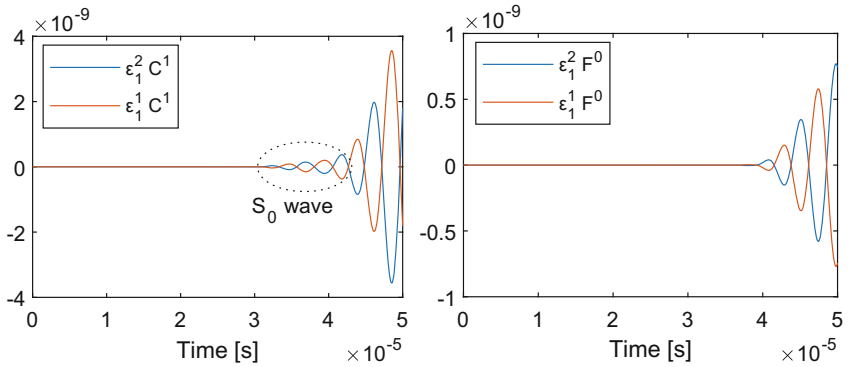 ×10⁻⁹
4
2
0
-2
-4
ε₁² C¹
ε₁¹ C¹
S₀ wave
0 1 2 3 4 5
Time [s]
×10⁻⁵
×10⁻⁹
1
0.5
0
-0.5
-1
ε₁² F⁰
ε₁¹ F⁰
0 1 2 3 4 5
Time [s]
×10⁻⁵